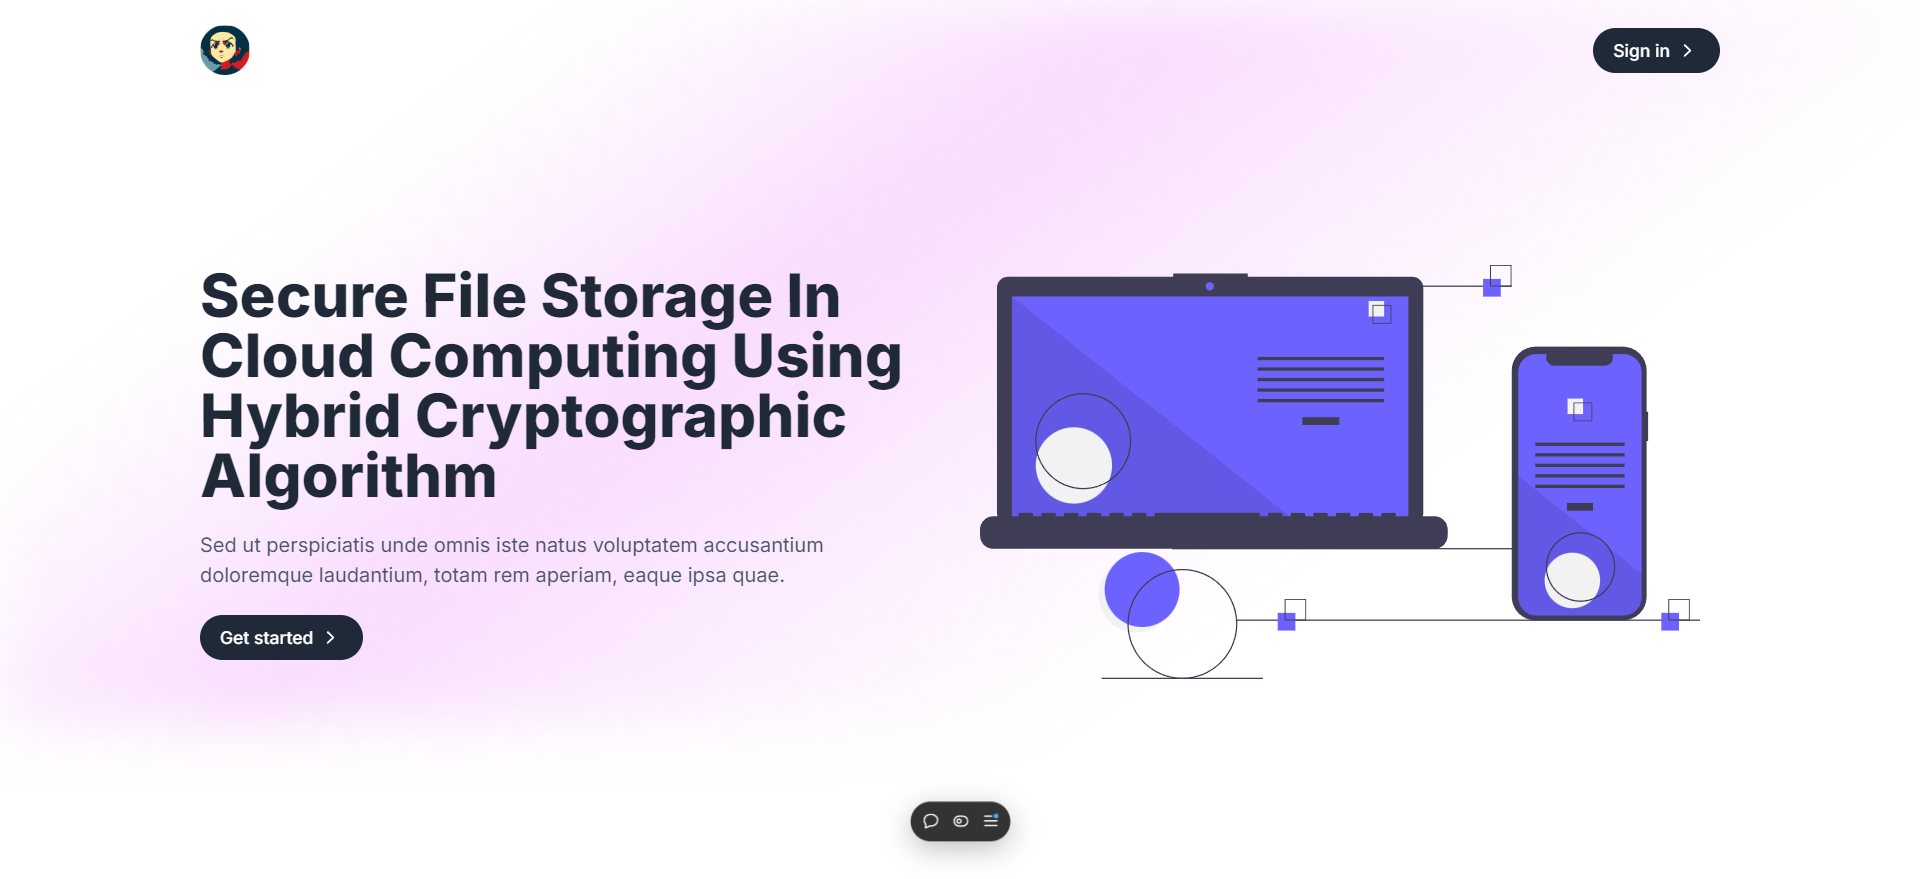 Sign in
Secure File Storage In
Cloud Computing Using
Hybrid Cryptographic
Algorithm
Sed ut perspiciatis unde omnis iste natus voluptatem accusantium
doloremque laudantium, totam rem aperiam, eaque ipsa quae.
Get started